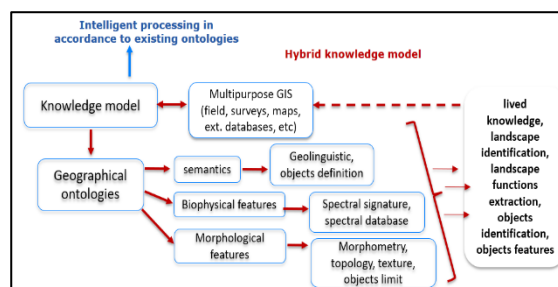 Intelligent processing in
accordance to existing ontologies
Hybrid knowledge model
Knowledge model
Multipurpose GIS
(field, surveys, maps,
ext. databases, etc)
Geographical
ontologies
semantics
Geolinguistic,
objects definition
Biophysical features
Spectral signature,
spectral database
Morphological
features
Morphometry,
topology, texture,
objects limit
lived
knowledge,
landscape
identification,
landscape
functions
extraction,
objects
identification,
objects features